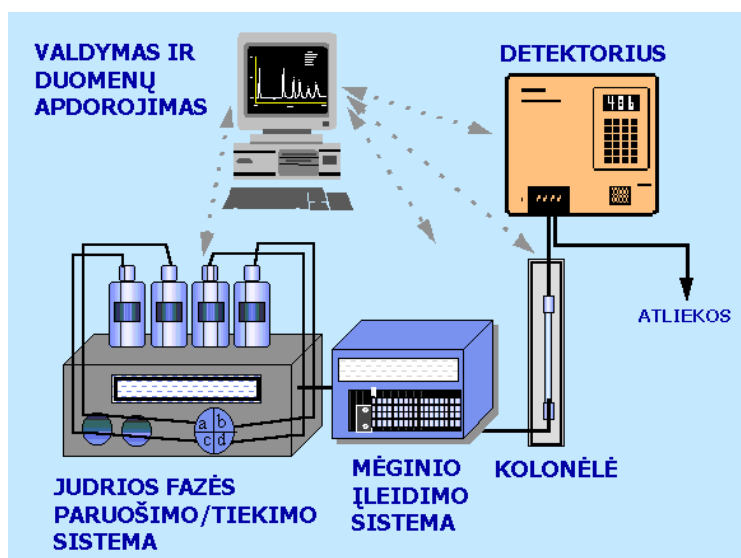 VALDYMAS IR
DUOMENŲ
APDOROJIMAS
DETEKTORIUS
486
ATLIEKOS
a b
c d
JUDRIOS FAZĖS
PARUOŠIMO/TIEKIMO
SISTEMA
MĖGINIO
ĮLEIDIMO
SISTEMA
KOLONĖLĖ